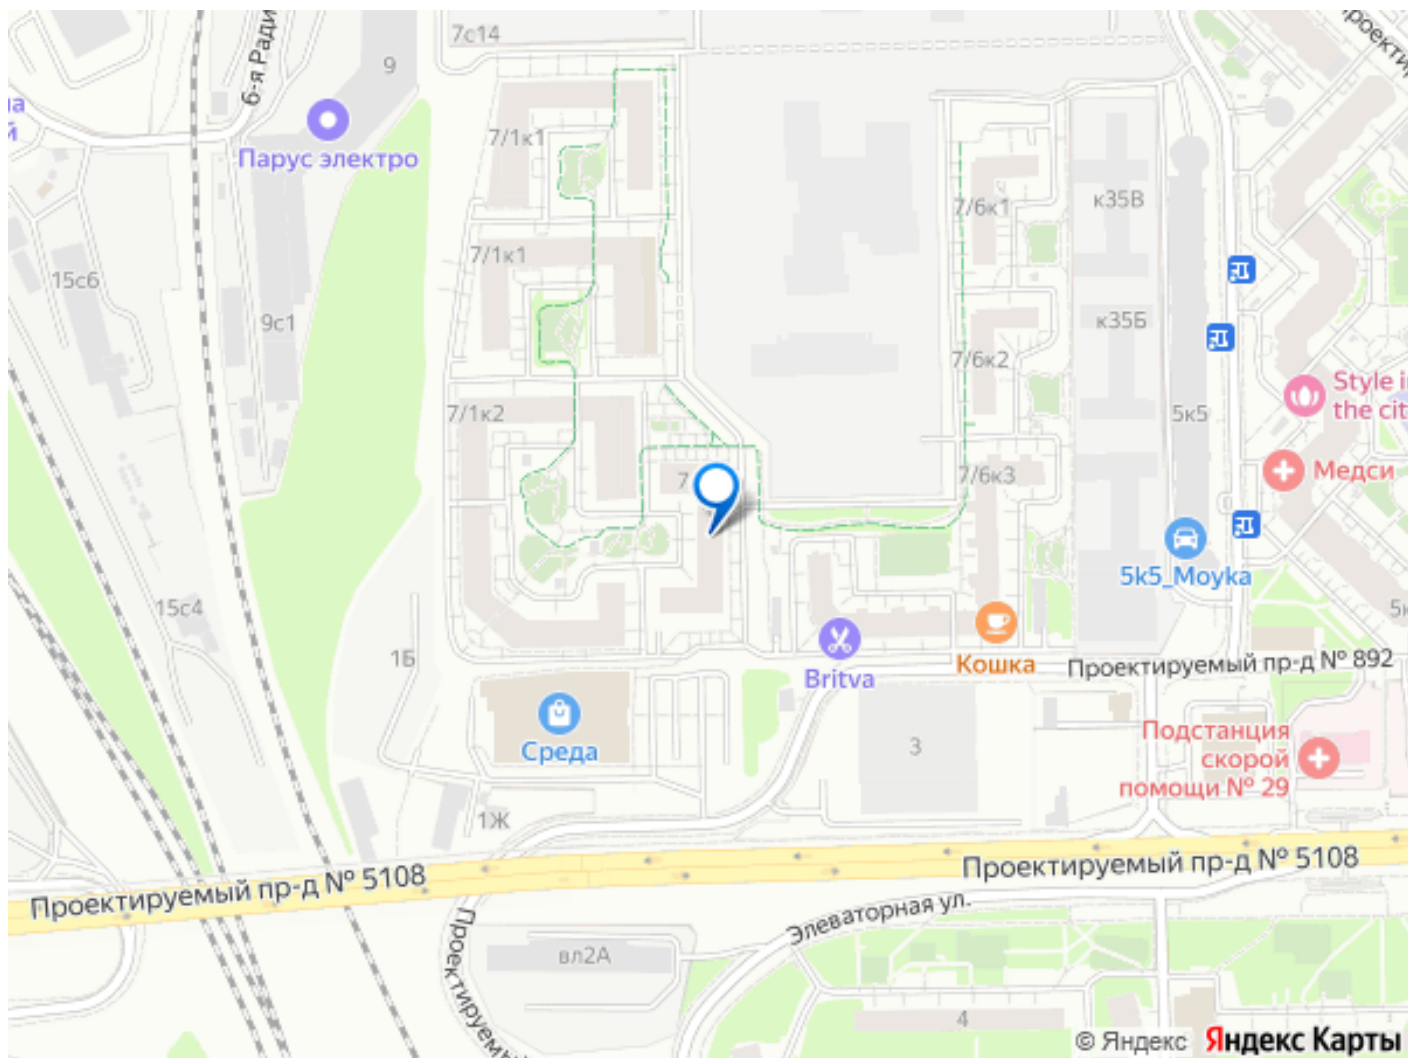 7с14
6-я Ради
9
Парус электро
7/1к1
7/6к1
к35В
7/1к1
15с6
9с1
к35Б
7/6к2
7/1к2
5к5
Style i
the cit
7/6к3
Медси
7
5k5_Moyka
15с4
1Б
Britva
Кошка
Проектируемый пр-д № 892
Среда
3
Подстанция
скорой
помощи № 29
1Ж
Проектируемый пр-д № 5108
Проектируемый пр-д № 5108
Элеваторная ул.
Проектируемый
вл2А
4
© Яндекс Яндекс Карты